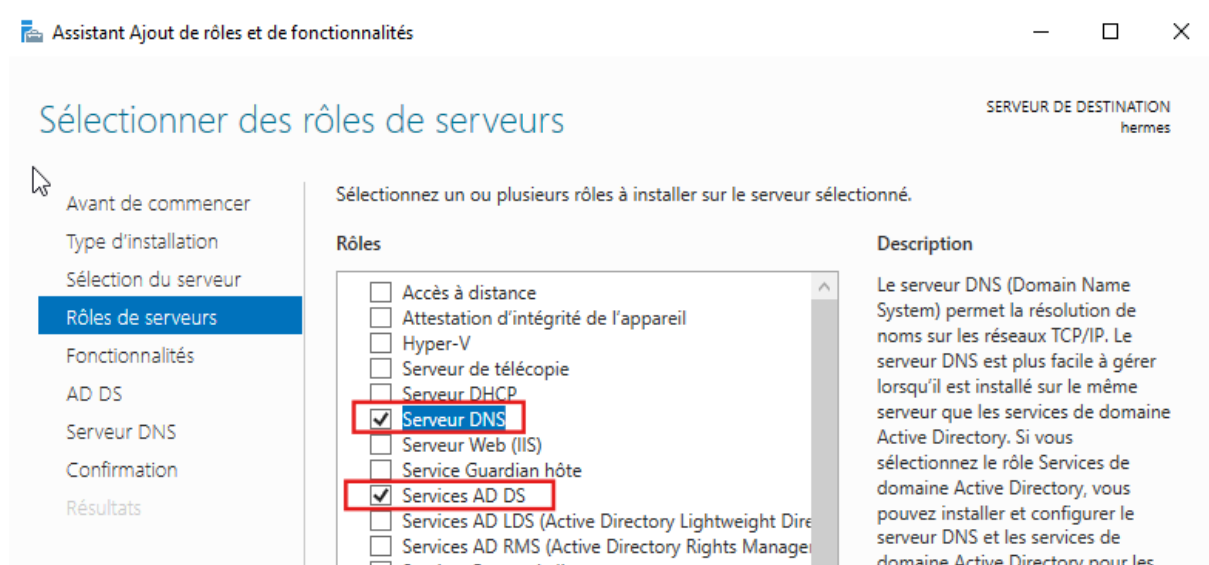 Assistant Ajout de rôles et de fonctionnalités
Sélectionner des rôles de serveurs
SERVEUR DE DESTINATION
hermes
Avant de commencer
Type d'installation
Sélection du serveur
Rôles de serveurs
Fonctionnalités
AD DS
Serveur DNS
Confirmation
Résultats
Sélectionnez un ou plusieurs rôles à installer sur le serveur sélectionné.
Rôles
Accès à distance
Attestation d'intégrité de l'appareil
Hyper-V
Serveur de télécopie
Serveur DHCP
Serveur DNS
Serveur Web (IIS)
Service Guardian hôte
Services AD DS
Services AD LDS (Active Directory Lightweight Dire
Services AD RMS (Active Directory Rights Manage
Description
Le serveur DNS (Domain Name
System) permet la résolution de
noms sur les réseaux TCP/IP. Le
serveur DNS est plus facile à gérer
lorsqu'il est installé sur le même
serveur que les services de domaine
Active Directory. Si vous
sélectionnez le rôle Services de
domaine Active Directory, vous
pouvez installer et configurer le
serveur DNS et les services de
domaine Active Directory pour les